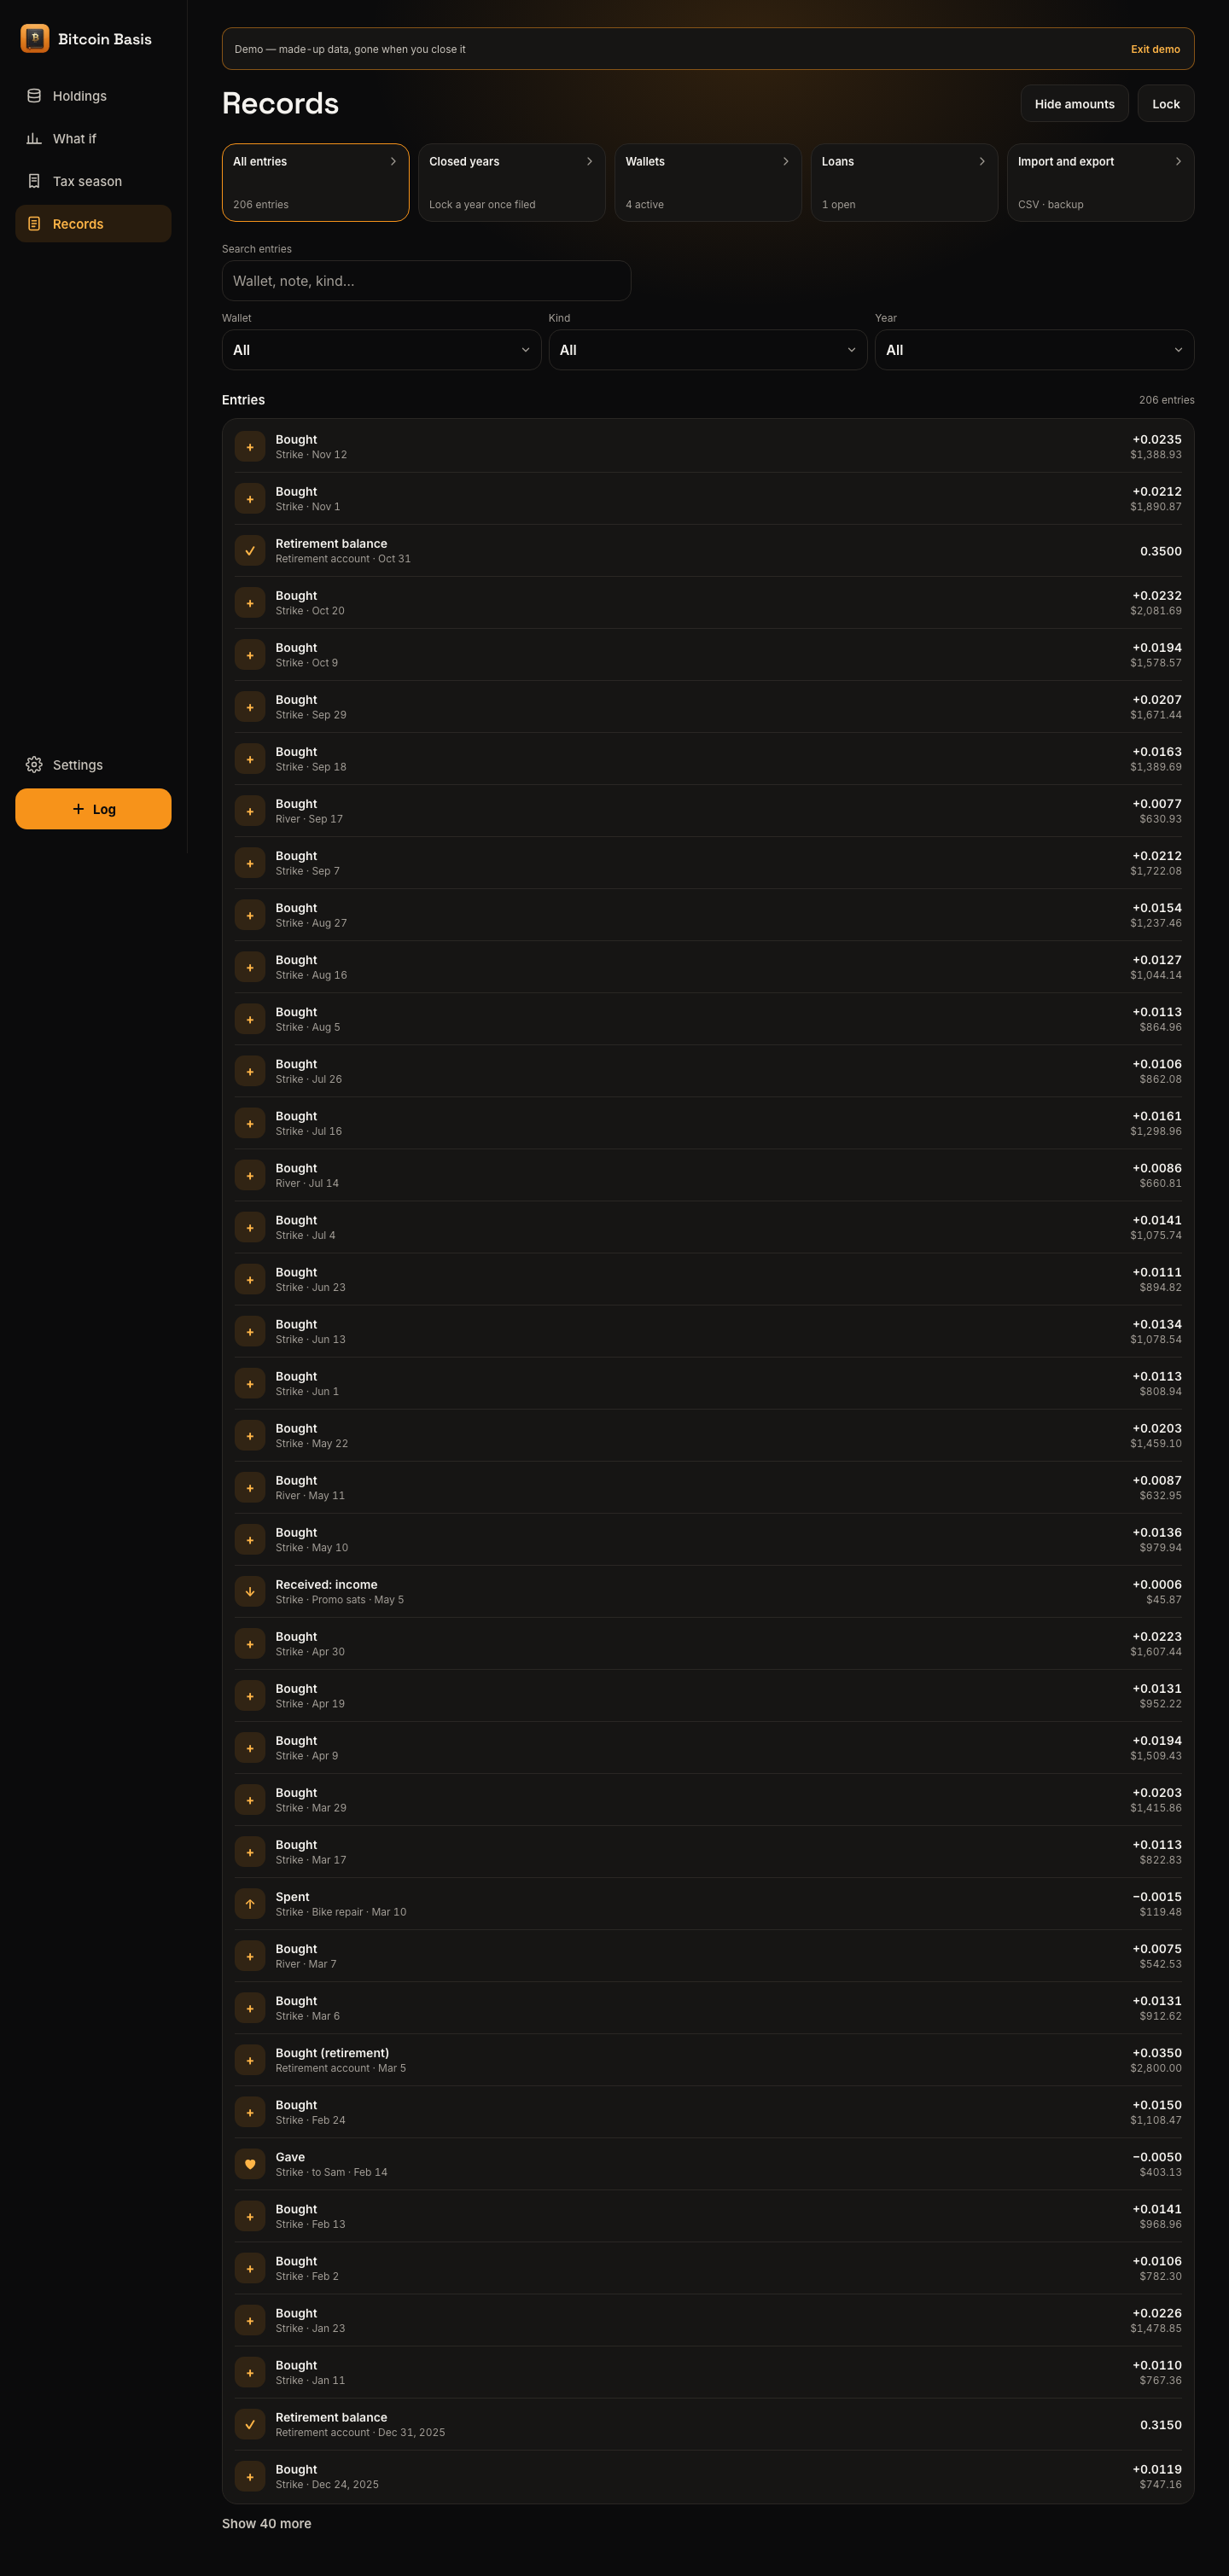 Bitcoin Basis
Holdings
What if
Tax season
Records
Settings
+ Log
Demo — made-up data, gone when you close it
Exit demo
Records
Hide amounts
Lock
All entries
206 entries
Closed years
Lock a year once filed
Wallets
4 active
Loans
1 open
Import and export
CSV · backup
Search entries
Wallet, note, kind...
Wallet
All
Kind
All
Year
All
Entries
206 entries
Bought
Strike · Nov 12
+0.0235
$1,388.93
Bought
Strike · Nov 1
+0.0212
$1,890.87
Retirement balance
Retirement account · Oct 31
0.3500
Bought
Strike · Oct 20
+0.0232
$2,081.69
Bought
Strike · Oct 9
+0.0194
$1,578.57
Bought
Strike · Sep 29
+0.0207
$1,671.44
Bought
Strike · Sep 18
+0.0163
$1,389.69
Bought
River · Sep 17
+0.0077
$630.93
Bought
Strike · Sep 7
+0.0212
$1,722.08
Bought
Strike · Aug 27
+0.0154
$1,237.46
Bought
Strike · Aug 16
+0.0127
$1,044.14
Bought
Strike · Aug 5
+0.0113
$864.96
Bought
Strike · Jul 26
+0.0106
$862.08
Bought
Strike · Jul 16
+0.0161
$1,298.96
Bought
River · Jul 14
+0.0086
$660.81
Bought
Strike · Jul 4
+0.0141
$1,075.74
Bought
Strike · Jun 23
+0.0111
$894.82
Bought
Strike · Jun 13
+0.0134
$1,078.54
Bought
Strike · Jun 1
+0.0113
$808.94
Bought
Strike · May 22
+0.0203
$1,459.10
Bought
River · May 11
+0.0087
$632.95
Bought
Strike · May 10
+0.0136
$979.94
Received: income
Strike · Promo sats · May 5
+0.0006
$45.87
Bought
Strike · Apr 30
+0.0223
$1,607.44
Bought
Strike · Apr 19
+0.0131
$952.22
Bought
Strike · Apr 9
+0.0194
$1,509.43
Bought
Strike · Mar 29
+0.0203
$1,415.86
Bought
Strike · Mar 17
+0.0113
$822.83
Spent
Strike · Bike repair · Mar 10
−0.0015
$119.48
Bought
River · Mar 7
+0.0075
$542.53
Bought
Strike · Mar 6
+0.0131
$912.62
Bought (retirement)
Retirement account · Mar 5
+0.0350
$2,800.00
Bought
Strike · Feb 24
+0.0150
$1,108.47
Gave
Strike · to Sam · Feb 14
−0.0050
$403.13
Bought
Strike · Feb 13
+0.0141
$968.96
Bought
Strike · Feb 2
+0.0106
$782.30
Bought
Strike · Jan 23
+0.0226
$1,478.85
Bought
Strike · Jan 11
+0.0110
$767.36
Retirement balance
Retirement account · Dec 31, 2025
0.3150
Bought
Strike · Dec 24, 2025
+0.0119
$747.16
Show 40 more